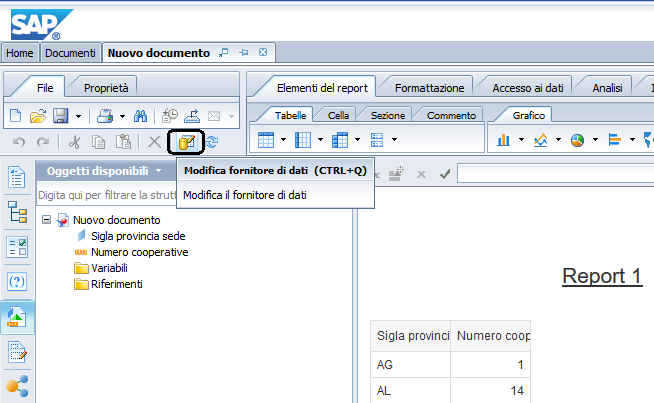 SAP
Home Documenti Nuovo documento
File Proprietà Elementi del report Formattazione Accesso ai dati Analisi
Tabelle Cella Sezione Commento Grafico
Oggetti disponibili
Modifica fornitore di dati (CTRL+Q)
Modifica il fornitore di dati
Digita qui per filtrare la strutt
Nuovo documento
Sigla provincia sede
Numero cooperative
Variabili
Riferimenti
Report 1
Sigla provinci Numero coop
AG 1
AL 14